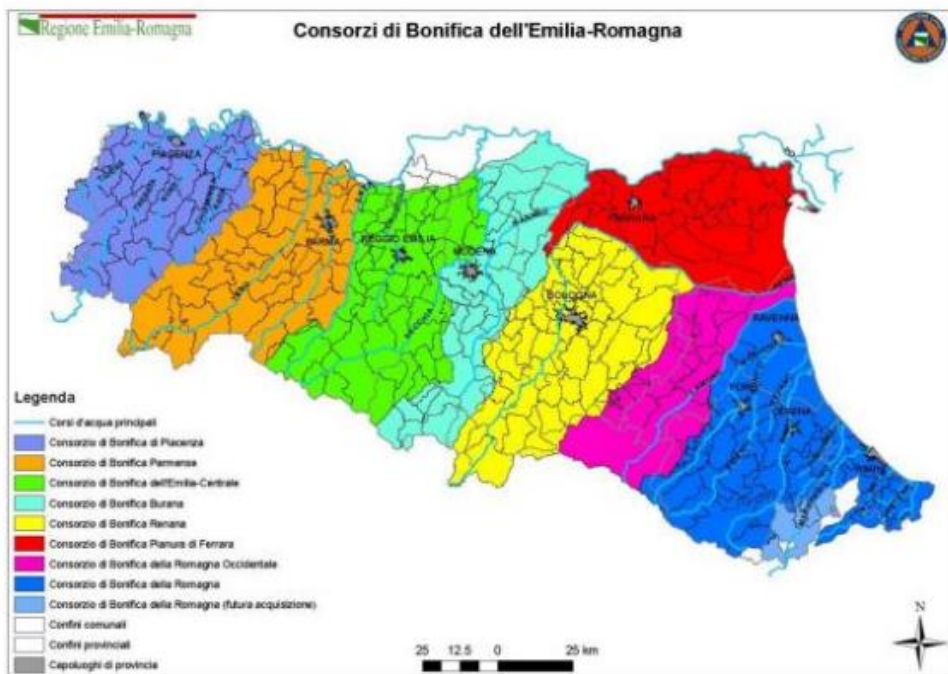 Regione Emilia-Romagna
Consorzi di Bonifica dell'Emilia-Romagna
PIACENZA
PARMA
REGGIO EMILIA
MODENA
FERRARA
BOLOGNA
RAVENNA
FORLI
CESENA
RIMINI
Legenda
Corsi d'acqua principali
Consorzio di Bonifica di Piacenza
Consorzio di Bonifica Parmense
Consorzio di Bonifica dell'Emilia-Centrale
Consorzio di Bonifica Burana
Consorzio di Bonifica Renana
Consorzio di Bonifica Pianura di Ferrara
Consorzio di Bonifica della Romagna Occidentale
Consorzio di Bonifica della Romagna
Consorzio di Bonifica della Romagna (futura acquisizione)
Confini comunali
Confini provinciali
Capoluoghi di provincia
25 12.5 0 25 km
N